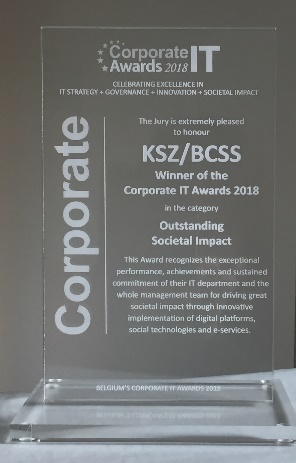 Corporate
Awards 2018 IT
CELEBRATING EXCELLENCE IN
IT STRATEGY + GOVERNANCE + INNOVATION + SOCIETAL IMPACT
Corporate
The Jury is extremely pleased
to honour
KSZ/BCSS
Winner of the
Corporate IT Awards 2018
in the category
Outstanding
Societal Impact
This Award recognizes the exceptional
performance, achievements and sustained
commitment of their IT department and the
whole management team for driving great
societal impact through innovative
implementation of digital platforms,
social technologies and e-services.
BELGIUM'S CORPORATE IT AWARDS 2018